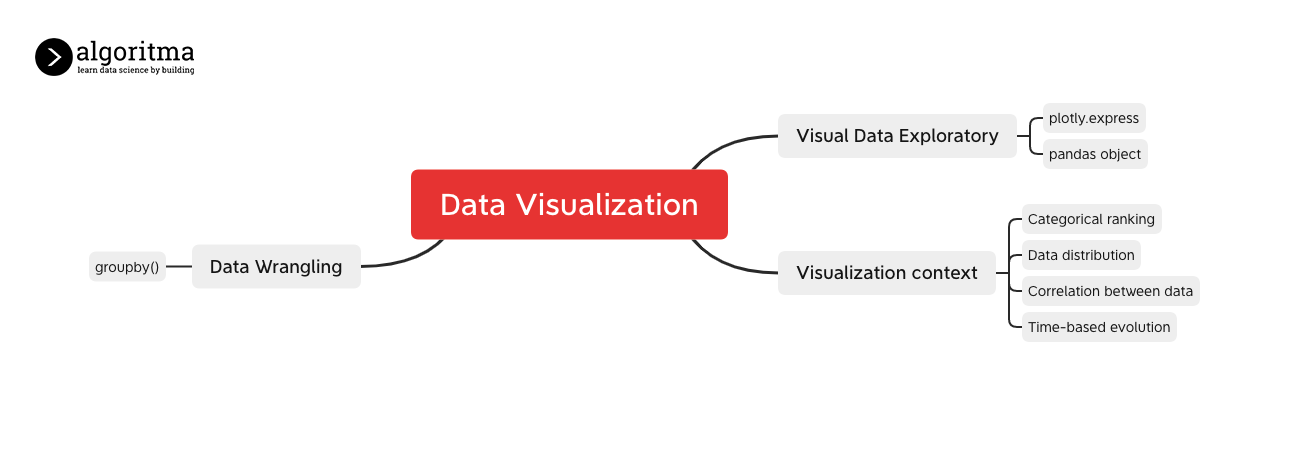 algoritma
learn data science by building
Data Visualization
Visual Data Exploratory
plotly.express
pandas object
Visualization context
Categorical ranking
Data distribution
Correlation between data
Time-based evolution
Data Wrangling
groupby()